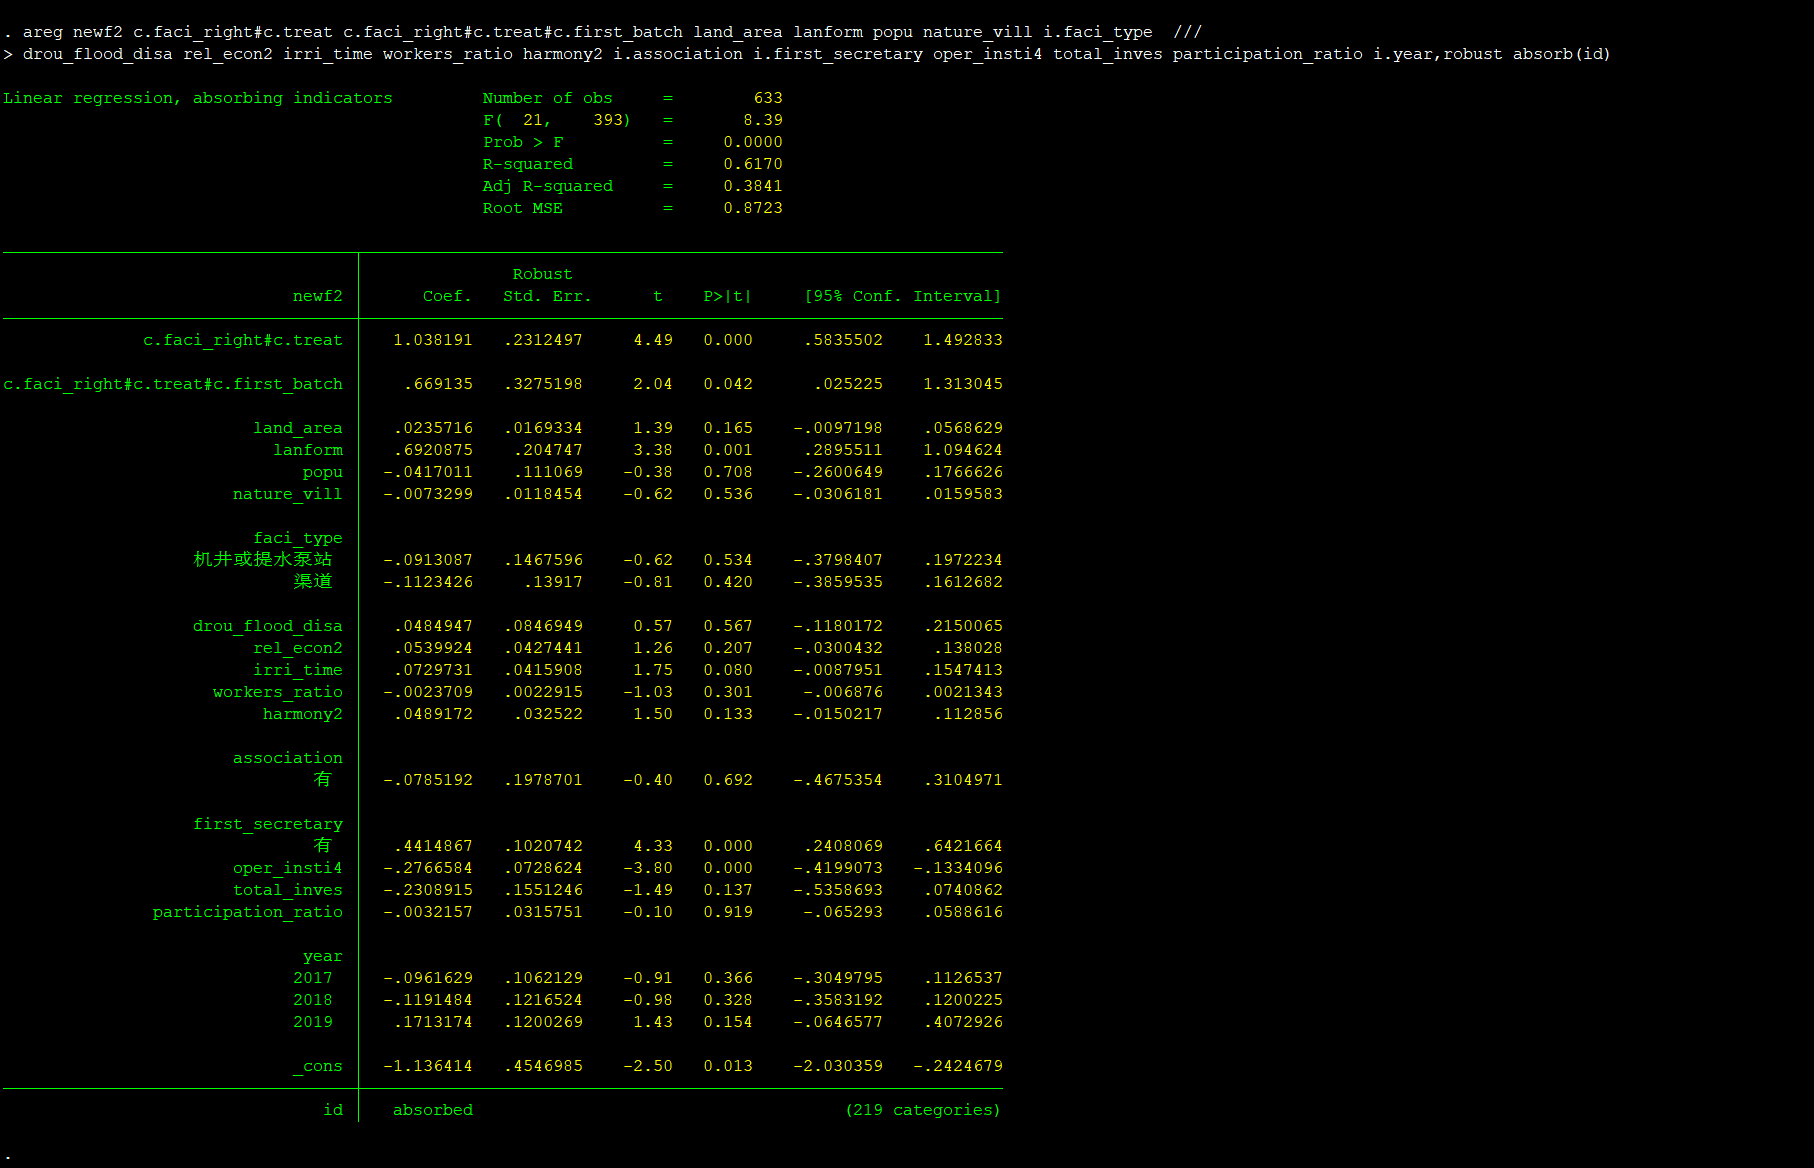 . areg newf2 c.faci_right#c.treat c.faci_right#c.treat#c.first_batch land_area lanform popu nature_vill i.faci_type  ///
> drou_flood_disa rel_econ2 irri_time workers_ratio harmony2 i.association i.first_secretary oper_insti4 total_inves participation_ratio i.year,robust absorb(id)
Linear regression, absorbing indicators Number of obs = 633
F( 21, 393) = 8.39
Prob > F = 0.0000
R-squared = 0.6170
Adj R-squared = 0.3841
Root MSE = 0.8723
Robust
newf2 Coef. Std. Err. t P>|t| [95% Conf. Interval]
c.faci_right#c.treat 1.038191 .2312497 4.49 0.000 .5835502 1.492833
c.faci_right#c.treat#c.first_batch .669135 .3275198 2.04 0.042 .025225 1.313045
land_area .0235716 .0169334 1.39 0.165 -.0097198 .0568629
lanform .6920875 .204747 3.38 0.001 .2895511 1.094624
popu -.0417011 .111069 -0.38 0.708 -.2600649 .1766626
nature_vill -.0073299 .0118454 -0.62 0.536 -.0306181 .0159583
faci_type
机井或提水泵站 -.0913087 .1467596 -0.62 0.534 -.3798407 .1972234
渠道 -.1123426 .13917 -0.81 0.420 -.3859535 .1612682
drou_flood_disa .0484947 .0846949 0.57 0.567 -.1180172 .2150065
rel_econ2 .0539924 .0427441 1.26 0.207 -.0300432 .138028
irri_time .0729731 .0415908 1.75 0.080 -.0087951 .1547413
workers_ratio -.0023709 .0022915 -1.03 0.301 -.006876 .0021343
harmony2 .0489172 .032522 1.50 0.133 -.0150217 .112856
association
有 -.0785192 .1978701 -0.40 0.692 -.4675354 .3104971
first_secretary
有 .4414867 .1020742 4.33 0.000 .2408069 .6421664
oper_insti4 -.2766584 .0728624 -3.80 0.000 -.4199073 -.1334096
total_inves -.2308915 .1551246 -1.49 0.137 -.5358693 .0740862
participation_ratio -.0032157 .0315751 -0.10 0.919 -.065293 .0588616
year
2017 -.0961629 .1062129 -0.91 0.366 -.3049795 .1126537
2018 -.1191484 .1216524 -0.98 0.328 -.3583192 .1200225
2019 .1713174 .1200269 1.43 0.154 -.0646577 .4072926
_cons -1.136414 .4546985 -2.50 0.013 -2.030359 -.2424679
id absorbed (219 categories)
.